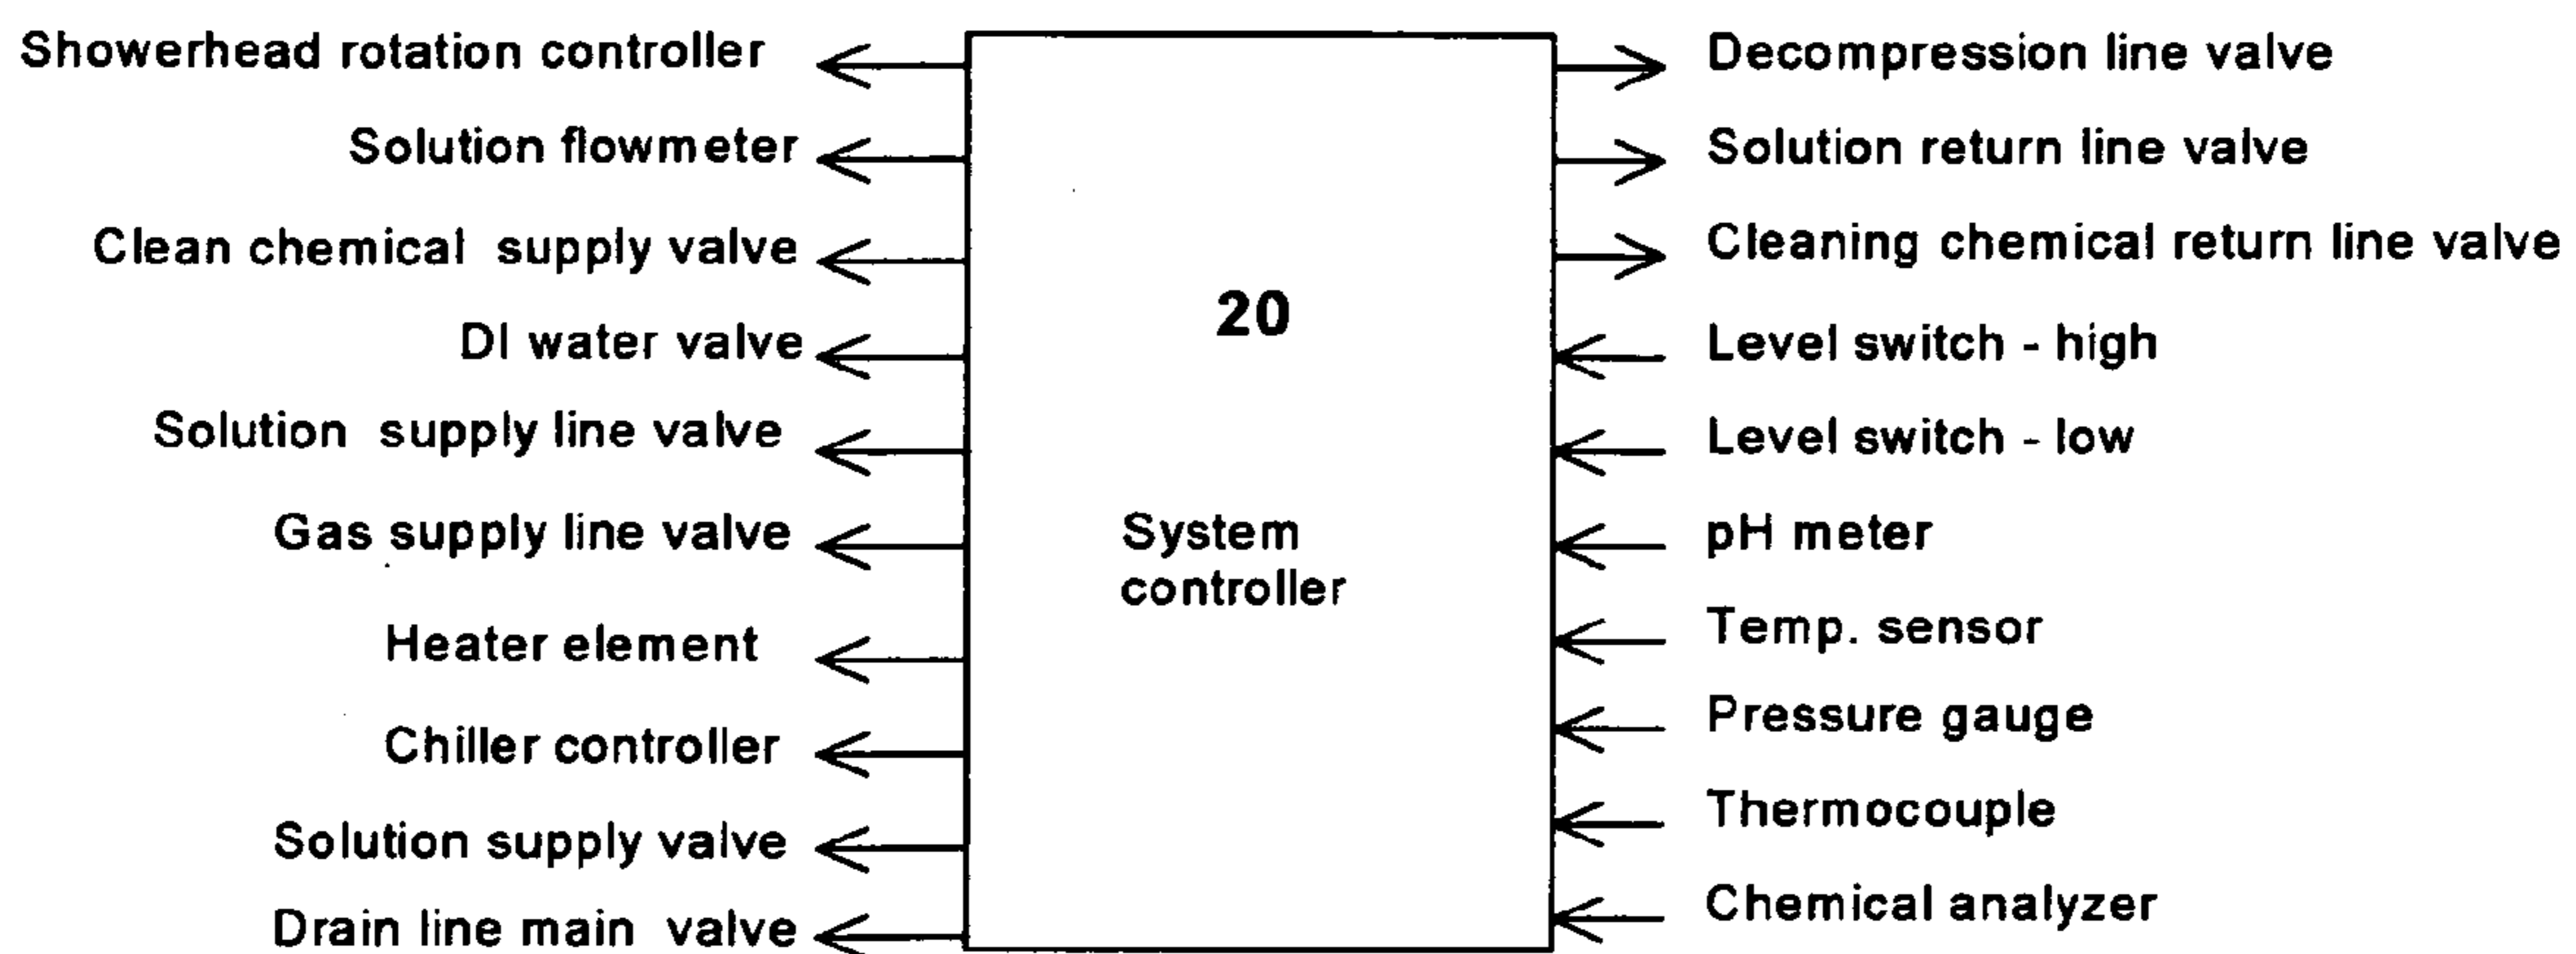 Showerhead rotation controller
Solution flowmeter
Clean chemical supply valve
DI water valve
Solution supply line valve
Gas supply line valve
Heater element
Chiller controller
Solution supply valve
Drain line main valve
20
System
controller
Decompression line valve
Solution return line valve
Cleaning chemical return line valve
Level switch - high
Level switch - low
pH meter
Temp. sensor
Pressure gauge
Thermocouple
Chemical analyzer